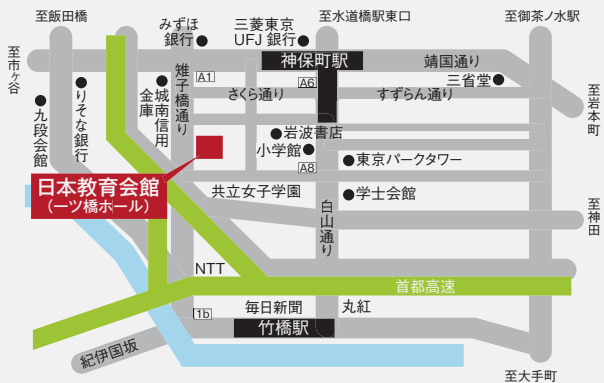 至飯田橋
みずほ
銀行
三菱東京
UFJ 銀行
至水道橋駅東口
至御茶ノ水駅
至市ヶ谷
神保町駅
靖国通り
A1
A6
さくら通り
すずらん通り
三省堂
至岩本町
九段会館
りそな銀行
城南信用
金庫
雉子橋通り
岩波書店
小学館
A8
東京パークタワー
日本教育会館
（一ツ橋ホール）
共立女子学園
学士会館
白山通り
至神田
NTT
首都高速
1b
毎日新聞
丸紅
竹橋駅
紀伊国坂
至大手町